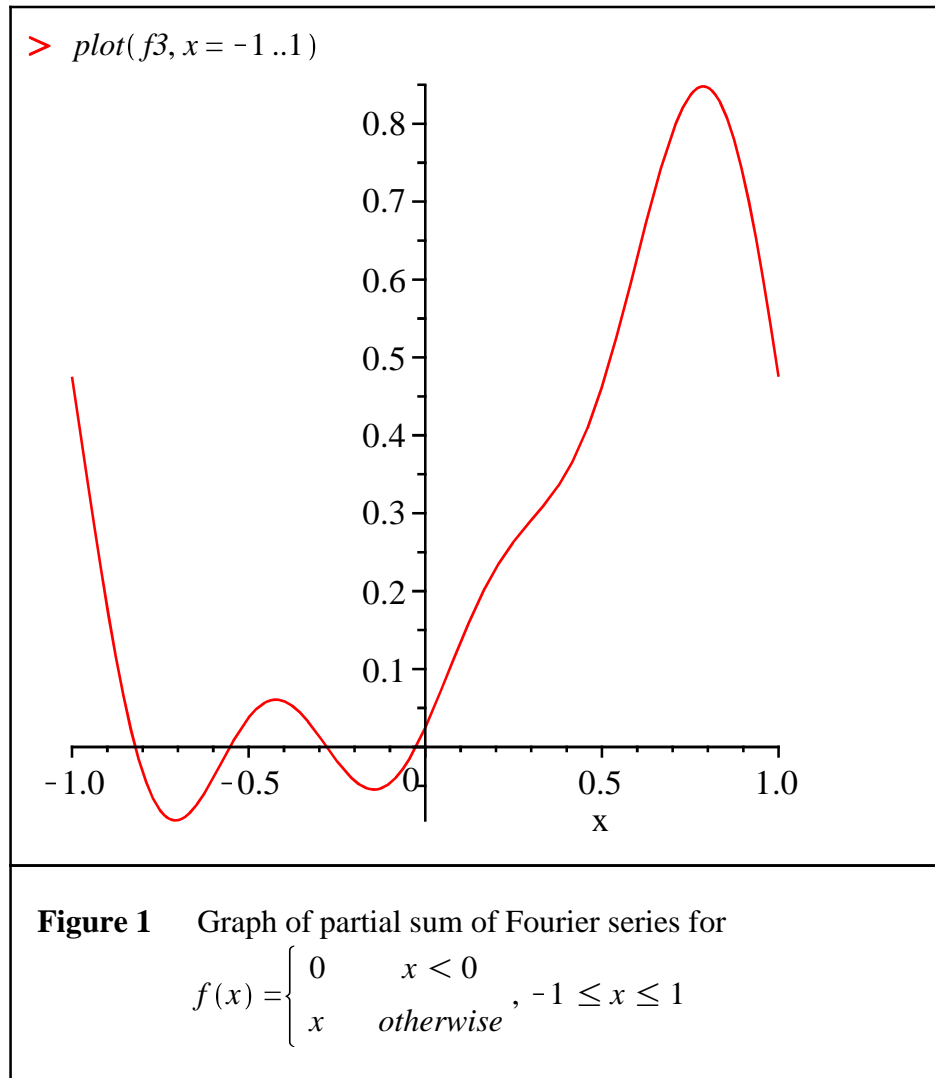 > plot(f3, x = -1 ..1)
0.8
0.7
0.6
0.5
0.4
0.3
0.2
0.1
-1.0 -0.5 0 0.5 1.0
x
Figure 1 Graph of partial sum of Fourier series for
0 x < 0
f(x) = { , -1 ≤ x ≤ 1
x otherwise